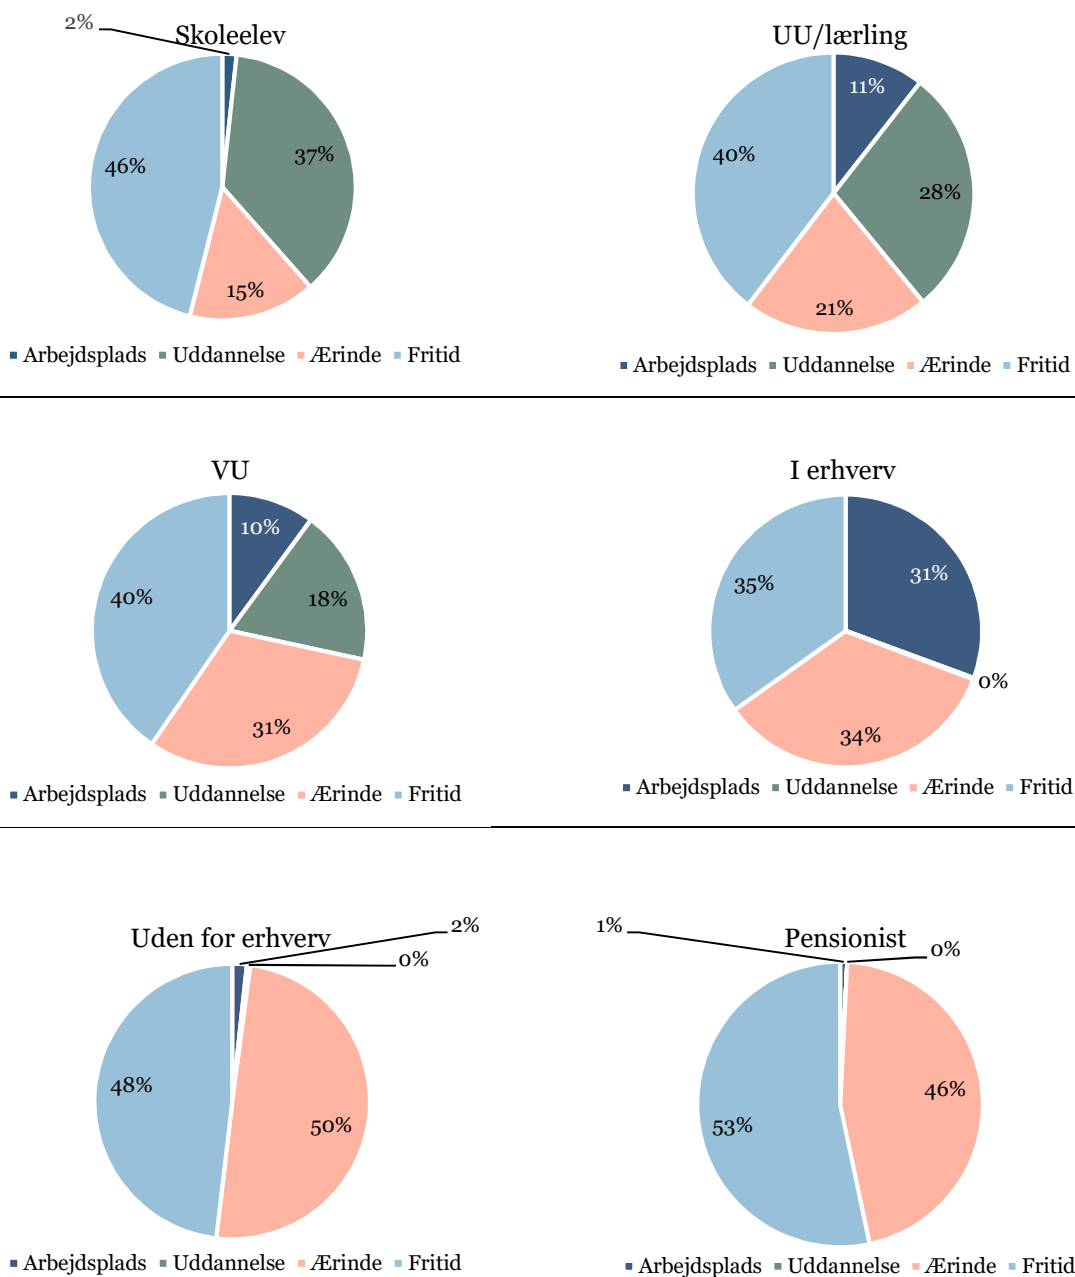 Skoleelev
2%
37%
15%
46%
Arbejdsplads Uddannelse Ærinde Fritid
UU/lærling
11%
28%
21%
40%
Arbejdsplads Uddannelse Ærinde Fritid
VU
10%
18%
31%
40%
Arbejdsplads Uddannelse Ærinde Fritid
I erhverv
31%
0%
34%
35%
Arbejdsplads Uddannelse Ærinde Fritid
Uden for erhverv
2%
0%
50%
48%
Arbejdsplads Uddannelse Ærinde Fritid
Pensionist
1%
0%
46%
53%
Arbejdsplads Uddannelse Ærinde Fritid